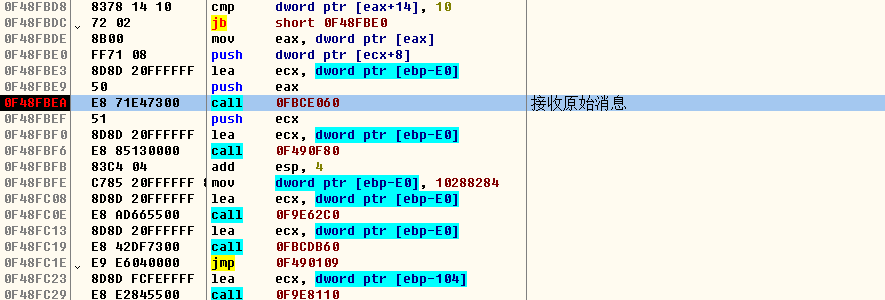 0F48FBD8 8378 14 10 cmp dword ptr [eax+14], 10
0F48FBDC 72 02 jb short 0F48FBE0
0F48FBDE 8B00 mov eax, dword ptr [eax]
0F48FBE0 FF71 08 push dword ptr [ecx+8]
0F48FBE3 8D8D 20FFFFFF lea ecx, dword ptr [ebp-E0]
0F48FBE9 50 push eax
0F48FBEA E8 71E47300 call 0FBCE060 接收原始消息
0F48FBEF 51 push ecx
0F48FBF0 8D8D 20FFFFFF lea ecx, dword ptr [ebp-E0]
0F48FBF6 E8 85130000 call 0F490F80
0F48FBFB 83C4 04 add esp, 4
0F48FBFE C785 20FFFFFF mov dword ptr [ebp-E0], 10288284
0F48FC08 8D8D 20FFFFFF lea ecx, dword ptr [ebp-E0]
0F48FC0E E8 AD665500 call 0F9E62C0
0F48FC13 8D8D 20FFFFFF lea ecx, dword ptr [ebp-E0]
0F48FC19 E8 42DF7300 call 0FBCDB60
0F48FC1E E9 E6040000 jmp 0F490109
0F48FC23 8D8D FCFEFFFF lea ecx, dword ptr [ebp-104]
0F48FC29 E8 E2845500 call 0F9E8110